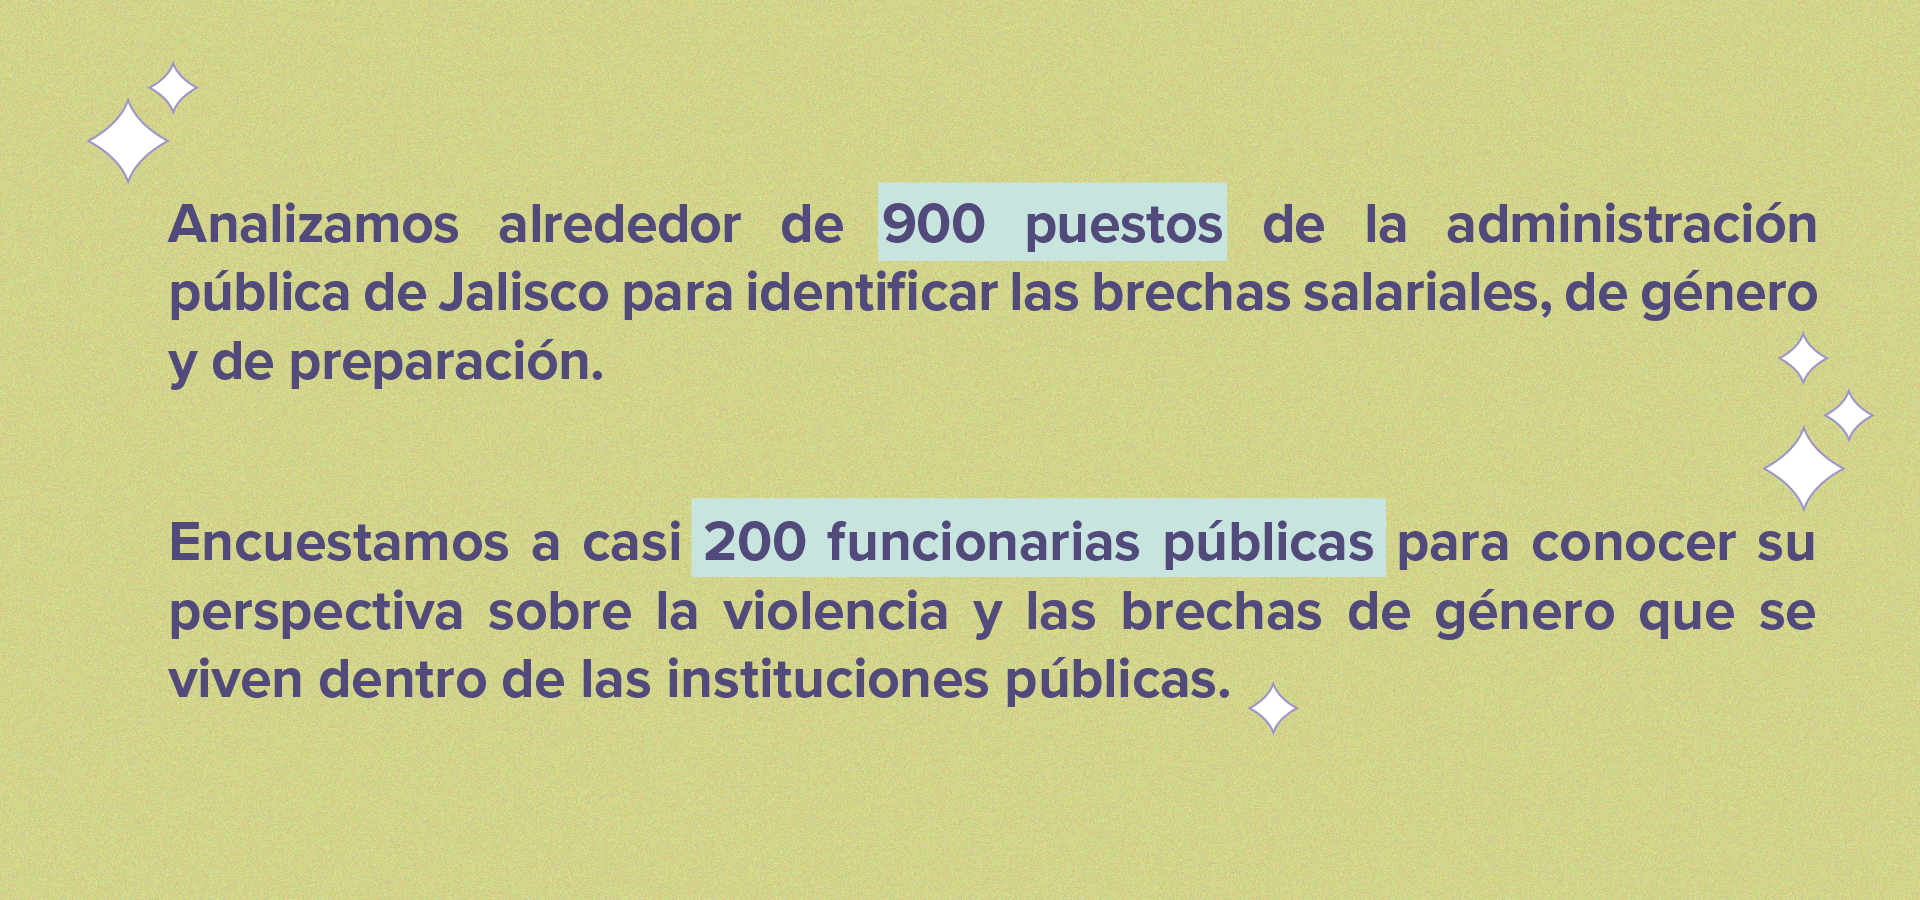 Analizamos alrededor de 900 puestos de la administración
pública de Jalisco para identificar las brechas salariales, de género
y de preparación.
Encuestamos a casi 200 funcionarias públicas para conocer su
perspectiva sobre la violencia y las brechas de género que se
viven dentro de las instituciones públicas.